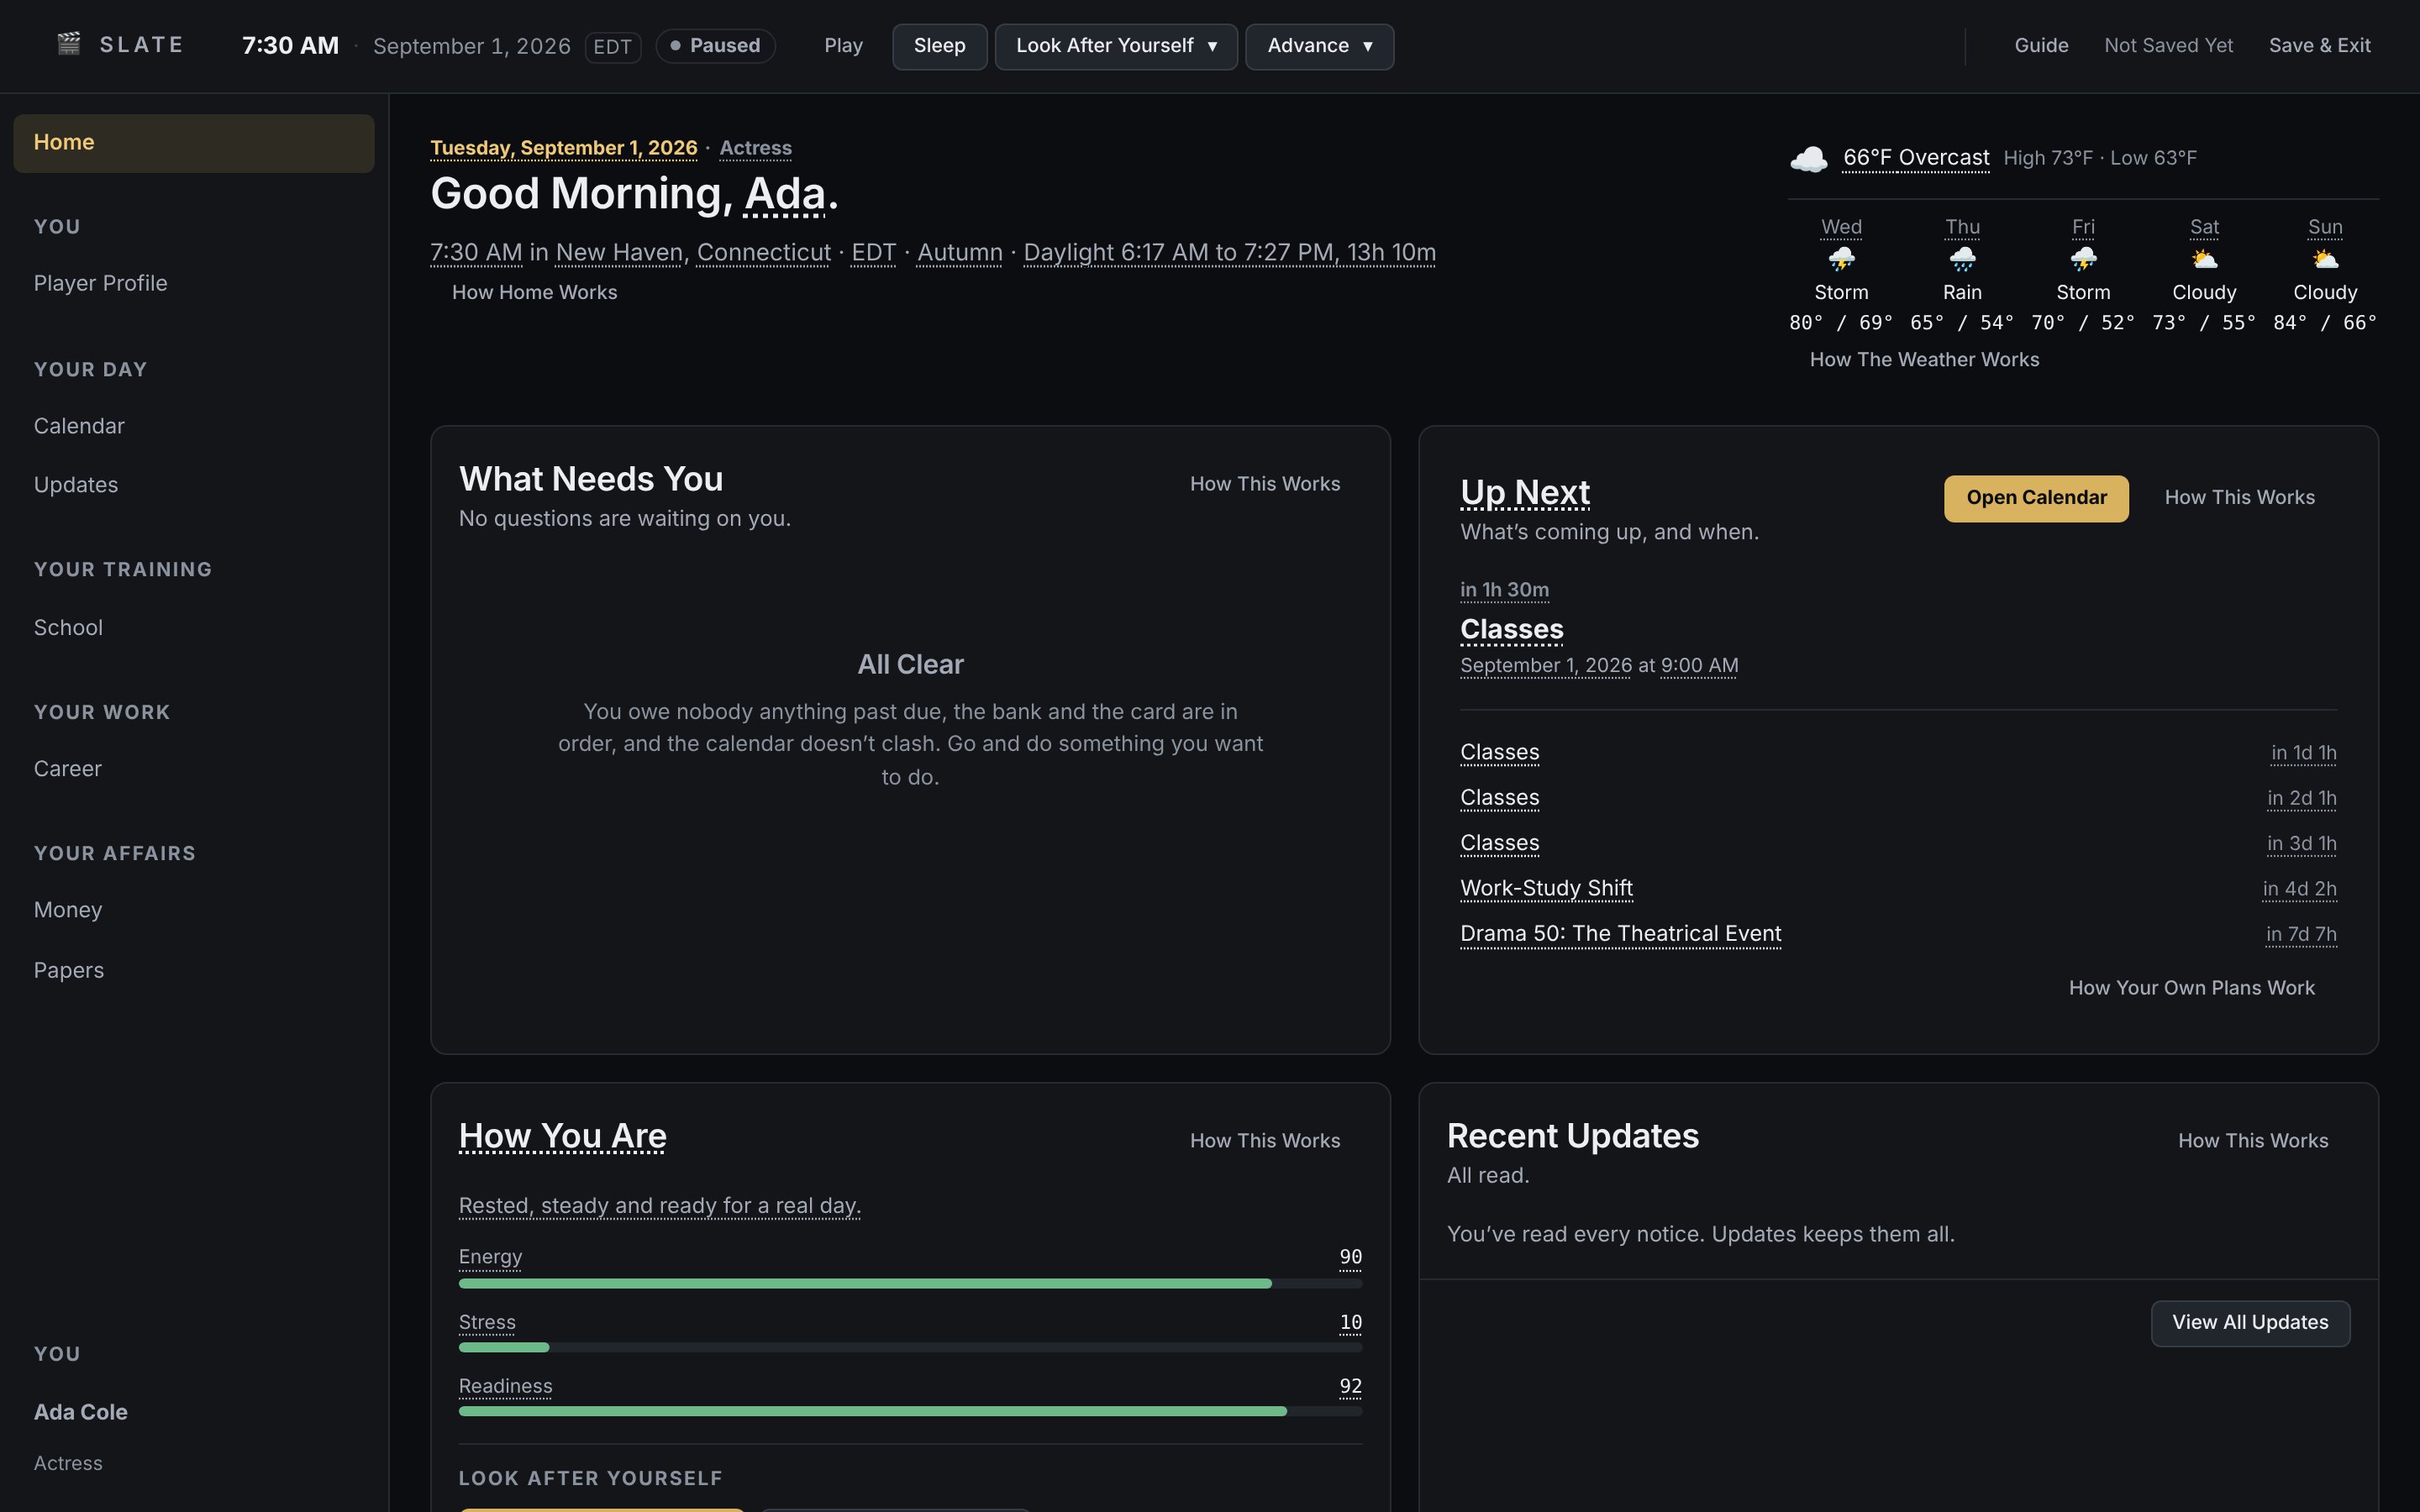 SLATE
7:30 AM · September 1, 2026 EDT Paused
Play
Sleep
Look After Yourself ▾
Advance ▾
Guide
Not Saved Yet
Save & Exit
Home
YOU
Player Profile
YOUR DAY
Calendar
Updates
YOUR TRAINING
School
YOUR WORK
Career
YOUR AFFAIRS
Money
Papers
YOU
Ada Cole
Actress
Tuesday, September 1, 2026 · Actress
Good Morning, Ada.
7:30 AM in New Haven, Connecticut · EDT · Autumn · Daylight 6:17 AM to 7:27 PM, 13h 10m
How Home Works
66°F Overcast High 73°F · Low 63°F
Wed Thu Fri Sat Sun
Storm Rain Storm Cloudy Cloudy
80° / 69° 65° / 54° 70° / 52° 73° / 55° 84° / 66°
How The Weather Works
What Needs You
How This Works
No questions are waiting on you.
All Clear
You owe nobody anything past due, the bank and the card are in
order, and the calendar doesn’t clash. Go and do something you want
to do.
Up Next
Open Calendar
How This Works
What’s coming up, and when.
in 1h 30m
Classes
September 1, 2026 at 9:00 AM
Classes in 1d 1h
Classes in 2d 1h
Classes in 3d 1h
Work-Study Shift in 4d 2h
Drama 50: The Theatrical Event in 7d 7h
How Your Own Plans Work
How You Are
How This Works
Rested, steady and ready for a real day.
Energy 90
Stress 10
Readiness 92
LOOK AFTER YOURSELF
Recent Updates
How This Works
All read.
You’ve read every notice. Updates keeps them all.
View All Updates